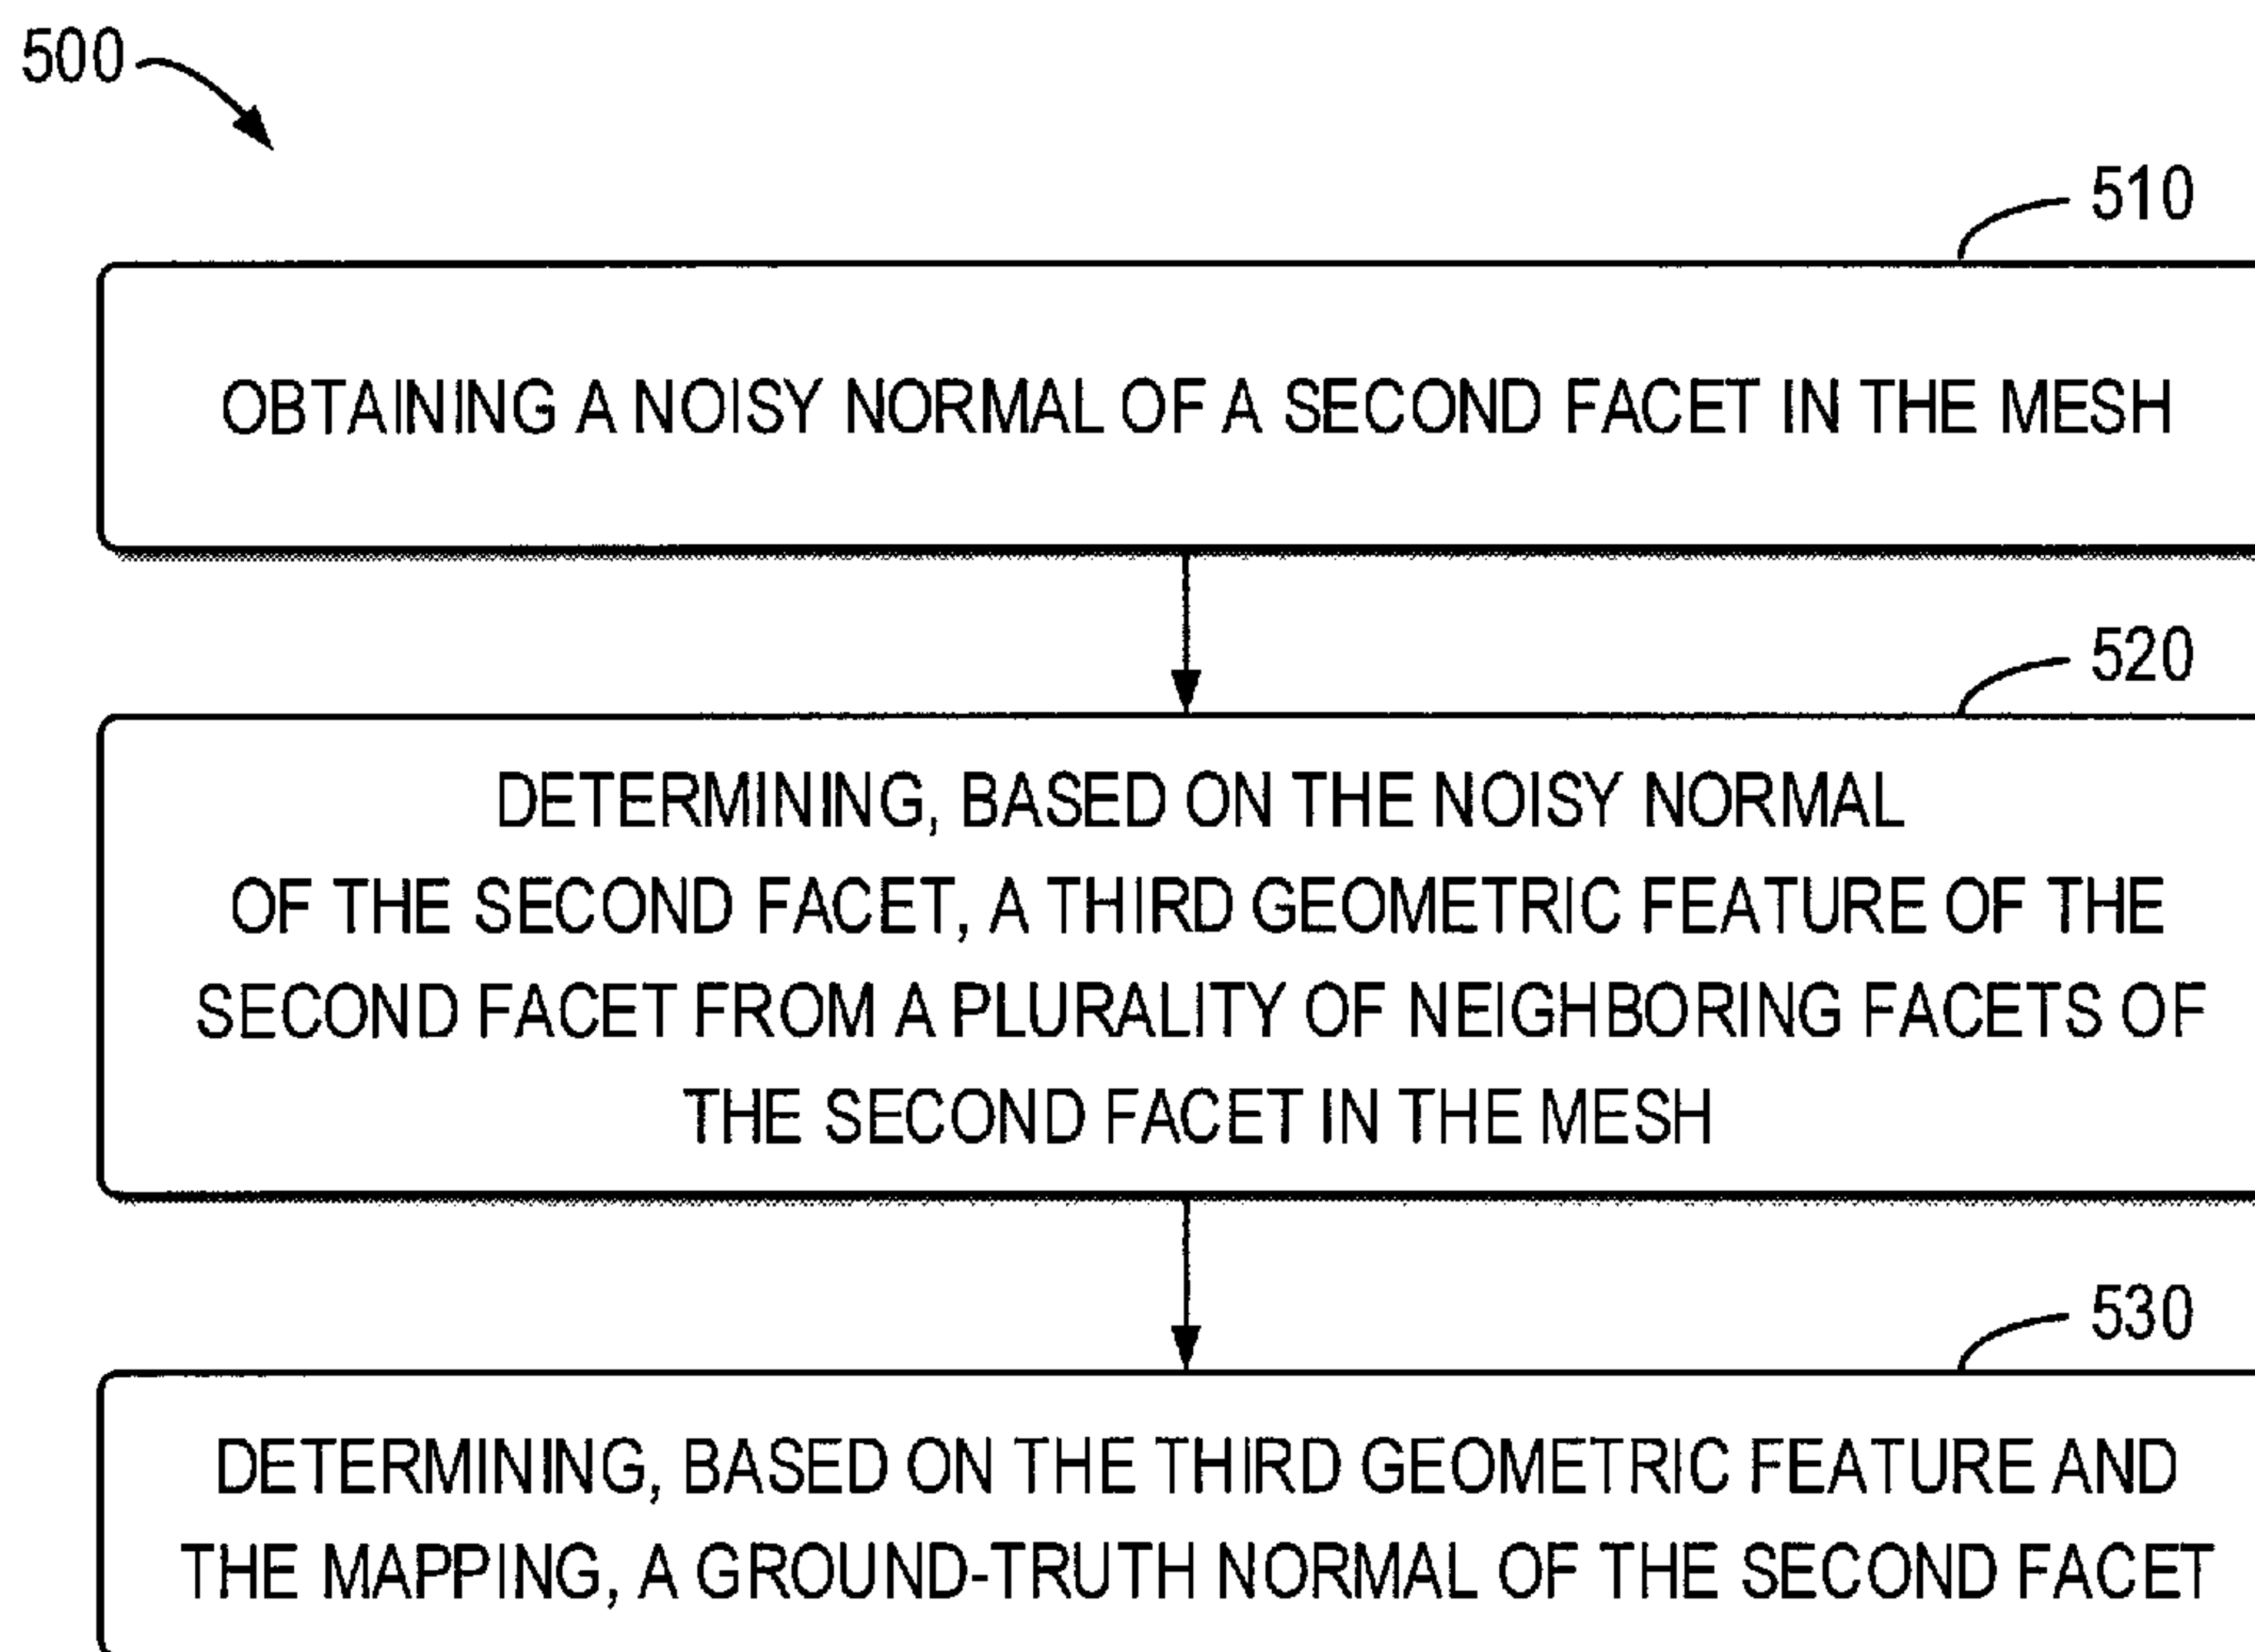 500
510
OBTAINING A NOISY NORMAL OF A SECOND FACET IN THE MESH
520
DETERMINING, BASED ON THE NOISY NORMAL
OF THE SECOND FACET, A THIRD GEOMETRIC FEATURE OF THE
SECOND FACET FROM A PLURALITY OF NEIGHBORING FACETS OF
THE SECOND FACET IN THE MESH
530
DETERMINING, BASED ON THE THIRD GEOMETRIC FEATURE AND
THE MAPPING, A GROUND-TRUTH NORMAL OF THE SECOND FACET